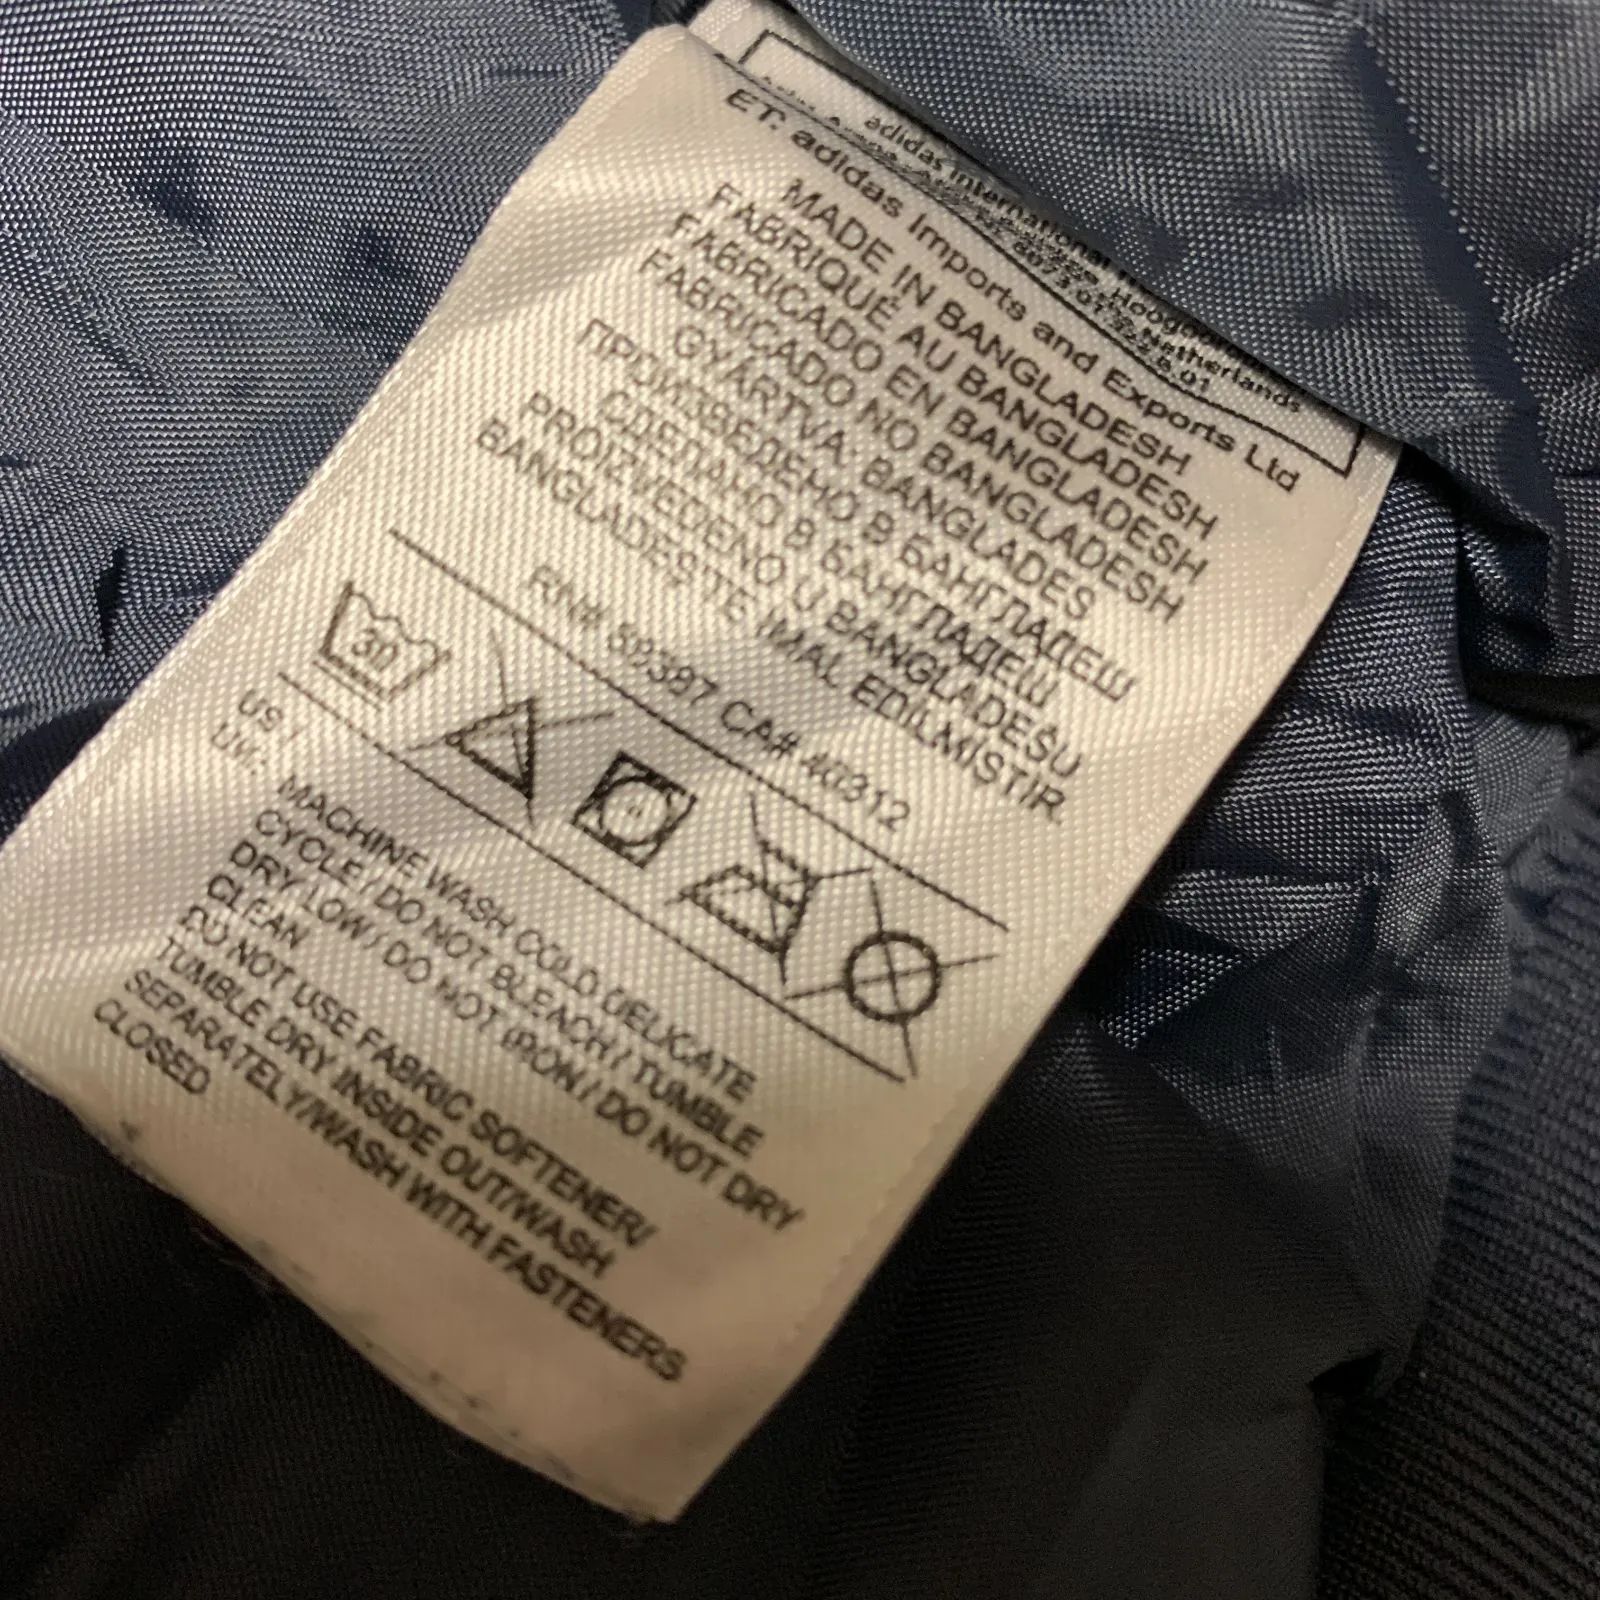 adidas International
Netherlands
ET: adidas Imports and Exports Ltd
MADE IN BANGLADESH
FABRIQUÉ AU BANGLADESH
FABRICADO EN BANGLADESH
FABRICADO NO BANGLADESH
GYÁRTVA: BANGLADES
ПРОИЗВЕДЕНО В БАНГЛАДЕШ
СДЕЛАНО В БАНГЛАДЕШ
PROIZVEDENO U BANGLADEŠU
BANGLADEŞ'TE İMAL EDİLMİŞTİR
RN# 88387 CA# 40312
30
US /
UK: MACHINE WASH COLD DELICATE
CYCLE / DO NOT BLEACH / TUMBLE
DRY LOW / DO NOT IRON / DO NOT DRY
CLEAN
DO NOT USE FABRIC SOFTENER/
TUMBLE DRY INSIDE OUT/WASH
SEPARATELY/WASH WITH FASTENERS
CLOSED